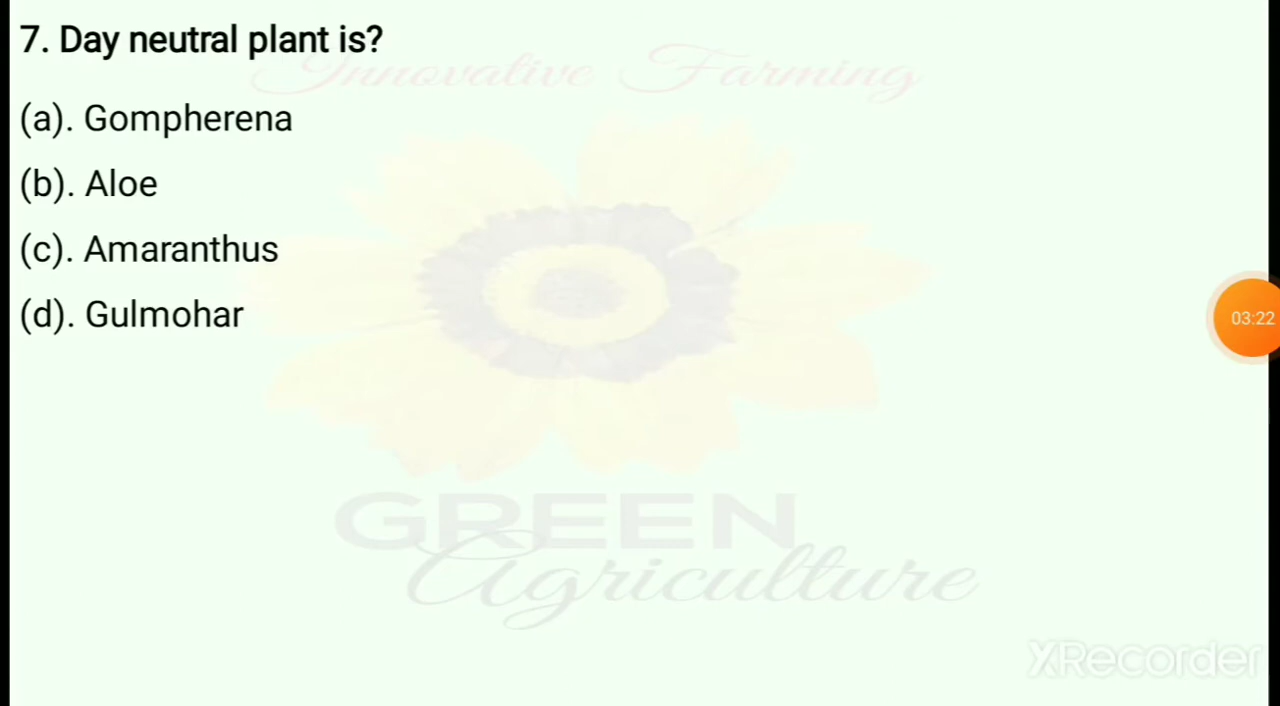 7. Day neutral plant is?
Innovative Farming
(a). Gompherena
(b). Aloe
(c). Amaranthus
(d). Gulmohar
03:22
GREEN
Agriculture
XRecorder